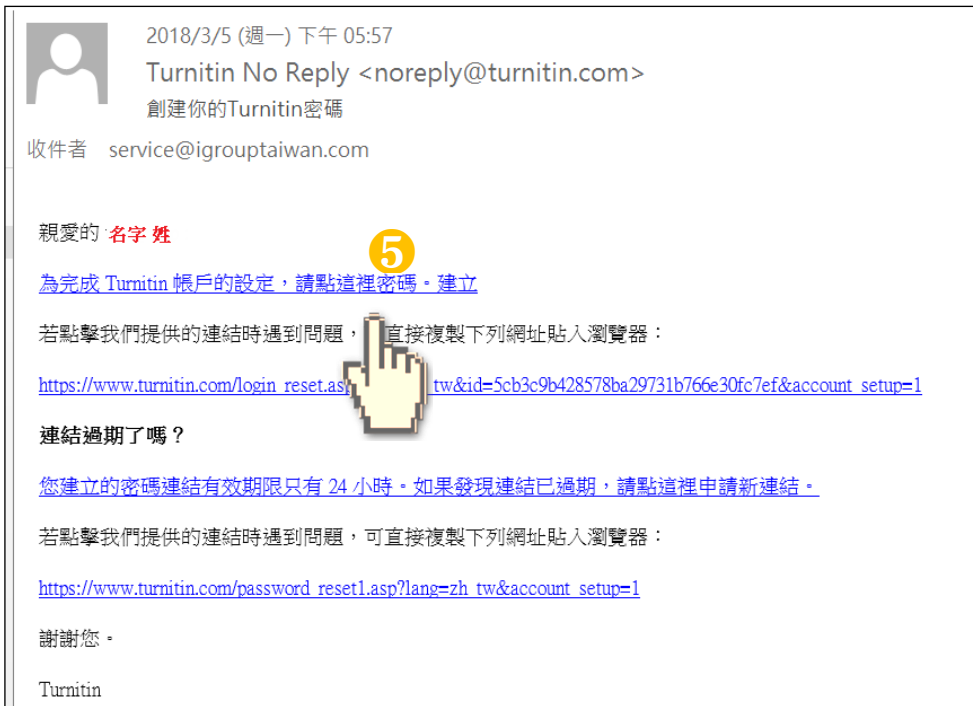 2018/3/5 (週一) 下午 05:57
Turnitin No Reply <noreply@turnitin.com>
創建你的Turnitin密碼
收件者 service@igrouptaiwan.com
親愛的 名字 姓
5
為完成 Turnitin 帳戶的設定，請點這裡密碼。建立
若點擊我們提供的連結時遇到問題， 直接複製下列網址貼入瀏覽器：
https://www.turnitin.com/login_reset.as tw&id=5cb3c9b428578ba29731b766e30fc7ef&account_setup=1
連結過期了嗎？
您建立的密碼連結有效期限只有 24 小時。如果發現連結已過期，請點這裡申請新連結。
若點擊我們提供的連結時遇到問題，可直接複製下列網址貼入瀏覽器：
https://www.turnitin.com/password_reset1.asp?lang=zh_tw&account_setup=1
謝謝您。
Turnitin